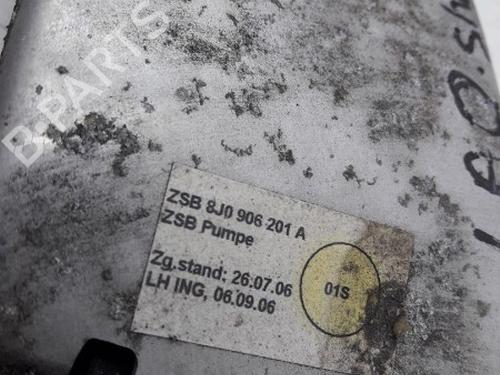 B-PARTS
ZSB 8J0 906 201 A
ZSB Pumpe
Zg.stand: 26.07.06
LH ING, 06.09.06
01S